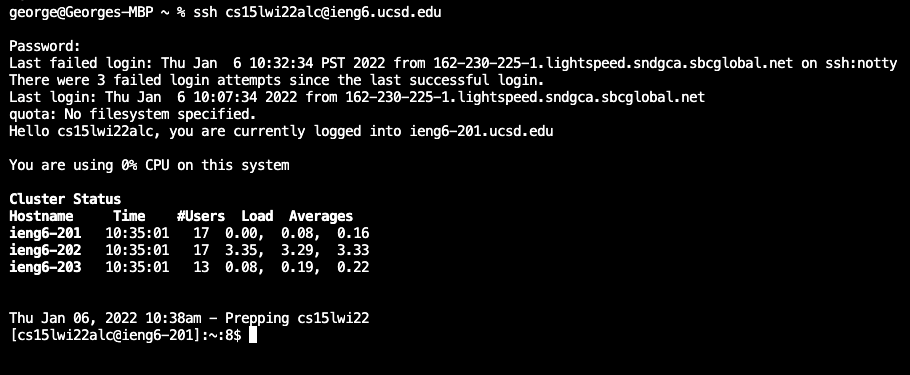 george@Georges-MBP ~ % ssh cs15lwi22alc@ieng6.ucsd.edu
Password:
Last failed login: Thu Jan  6 10:32:34 PST 2022 from 162-230-225-1.lightspeed.sndgca.sbcglobal.net on ssh:notty
There were 3 failed login attempts since the last successful login.
Last login: Thu Jan  6 10:07:34 2022 from 162-230-225-1.lightspeed.sndgca.sbcglobal.net
quota: No filesystem specified.
Hello cs15lwi22alc, you are currently logged into ieng6-201.ucsd.edu
You are using 0% CPU on this system
Cluster Status
Hostname     Time    #Users  Load  Averages
ieng6-201   10:35:01   17  0.00,  0.08,  0.16
ieng6-202   10:35:01   17  3.35,  3.29,  3.33
ieng6-203   10:35:01   13  0.08,  0.19,  0.22
Thu Jan 06, 2022 10:38am - Prepping cs15lwi22
[cs15lwi22alc@ieng6-201]:~:8$